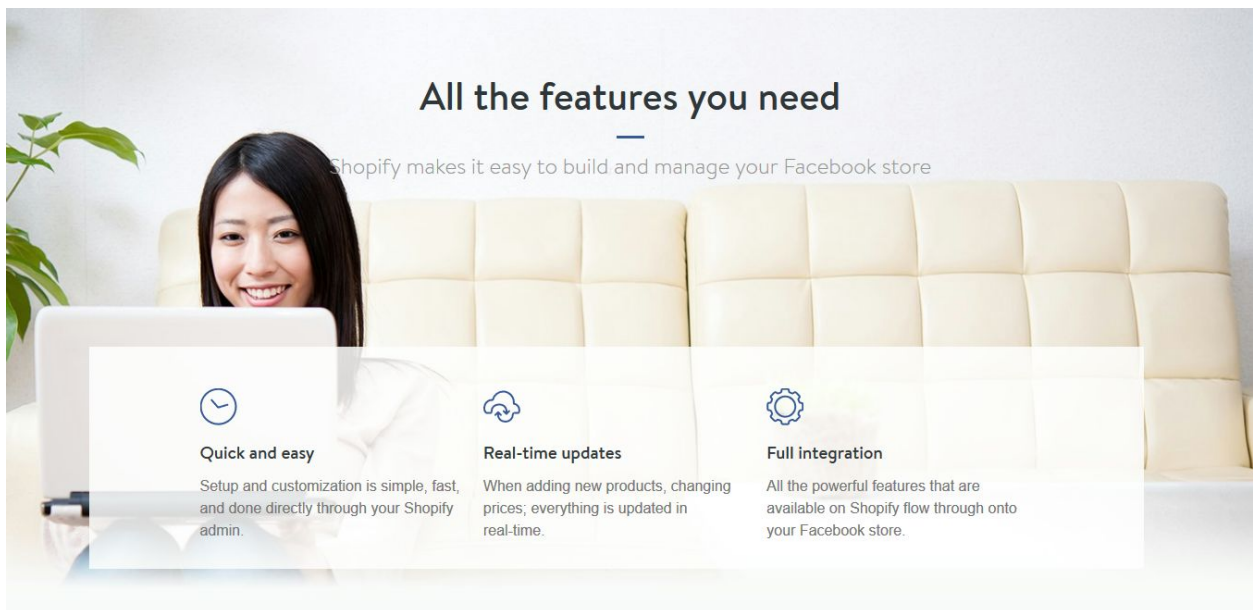 All the features you need
Shopify makes it easy to build and manage your Facebook store
Quick and easy
Setup and customization is simple, fast,
and done directly through your Shopify
admin.
Real-time updates
When adding new products, changing
prices; everything is updated in
real-time.
Full integration
All the powerful features that are
available on Shopify flow through onto
your Facebook store.